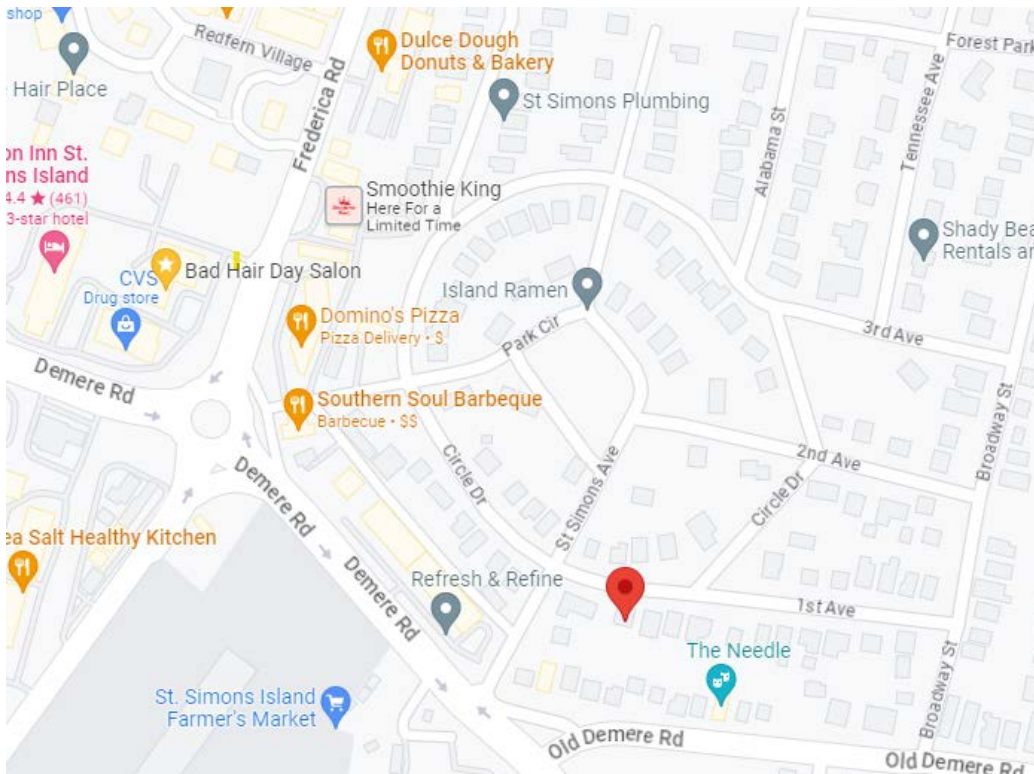 shop
Hair Place
Redfern Village
Frederica Rd
Dulce Dough
Donuts & Bakery
St Simons Plumbing
Forest Park
Tennessee Ave
Alabama St
on Inn St.
ns Island
4.4 ★ (461)
3-star hotel
Smoothie King
Here For a
Limited Time
Shady Bea
Rentals ar
Bad Hair Day Salon
CVS
Drug store
Island Ramen
Domino's Pizza
Pizza Delivery • $
Park Cir
3rd Ave
Demere Rd
Southern Soul Barbeque
Barbecue • $$
Broadway St
Circle Dr
2nd Ave
St Simons Ave
Circle Dr
Demere Rd
ea Salt Healthy Kitchen
Demere Rd
Refresh & Refine
1st Ave
The Needle
Broadway St
St. Simons Island
Farmer's Market
Old Demere Rd
Old Demere Rd